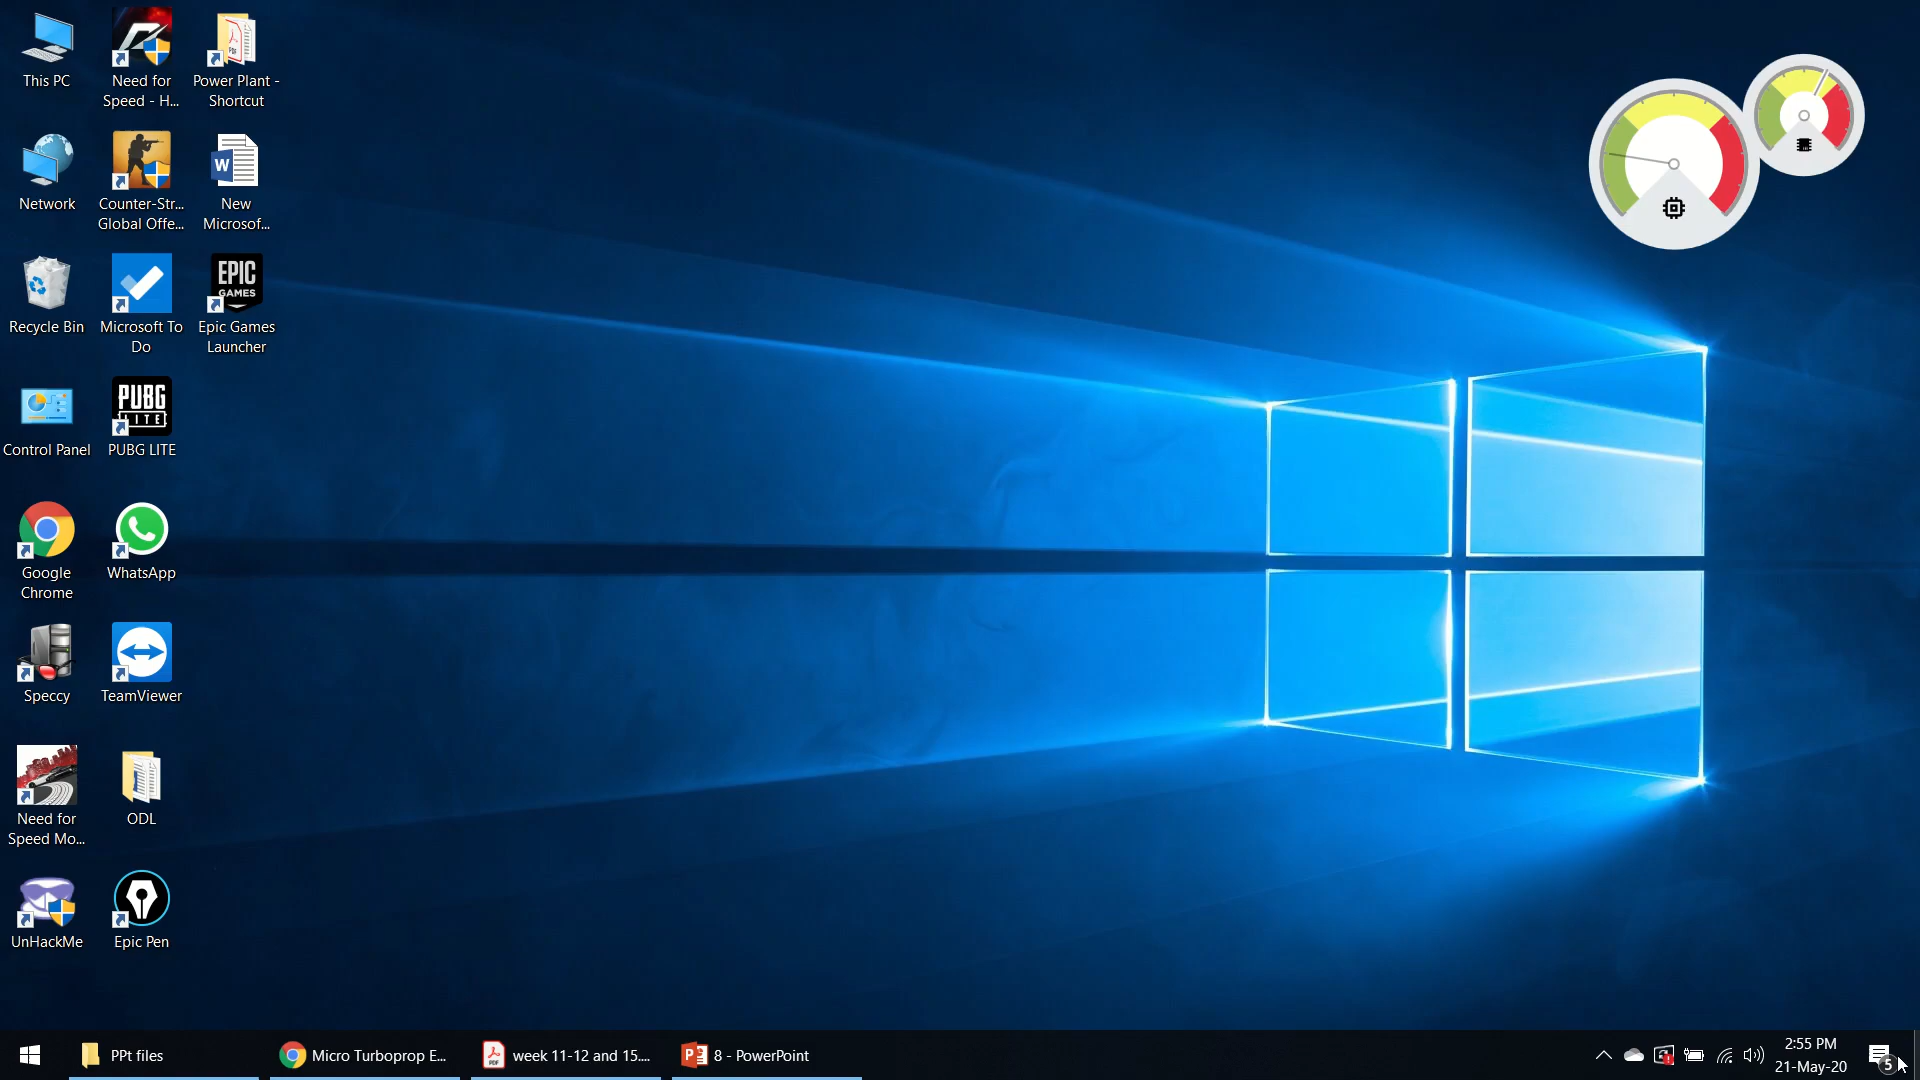 This PC
Need for
Speed - H...
Power Plant -
Shortcut
Network
Counter-Str...
Global Offe...
W
New
Microsof...
Recycle Bin
Microsoft To
Do
EPIC
GAMES
Epic Games
Launcher
Control Panel
PUBG
LITE
PUBG LITE
Google
Chrome
WhatsApp
Speccy
TeamViewer
Need for
Speed Mo...
ODL
UnHackMe
Epic Pen
PPt files
Micro Turboprop E...
week 11-12 and 15....
8 - PowerPoint
2:55 PM
21-May-20
5